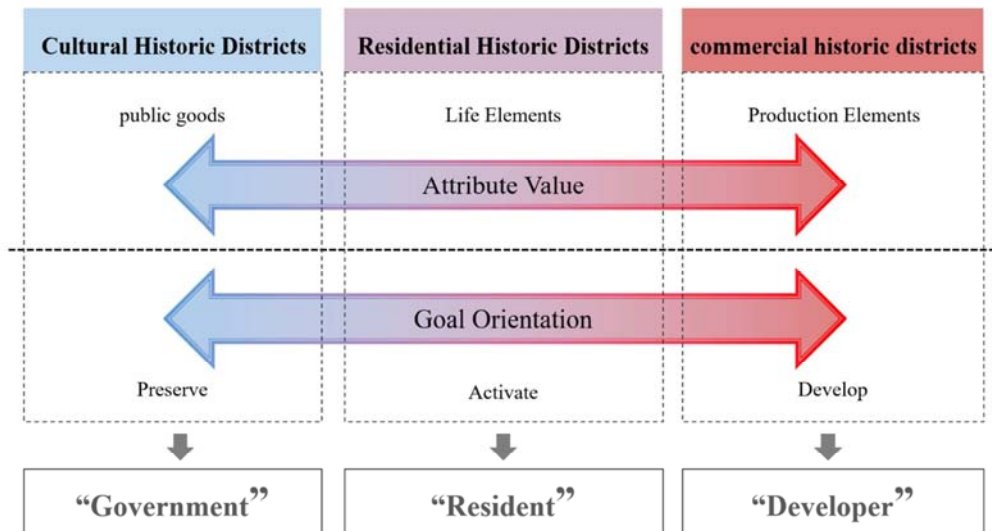 Cultural Historic Districts
Residential Historic Districts
commercial historic districts
public goods
Life Elements
Production Elements
Attribute Value
Goal Orientation
Preserve
Activate
Develop
“Government”
“Resident”
“Developer”